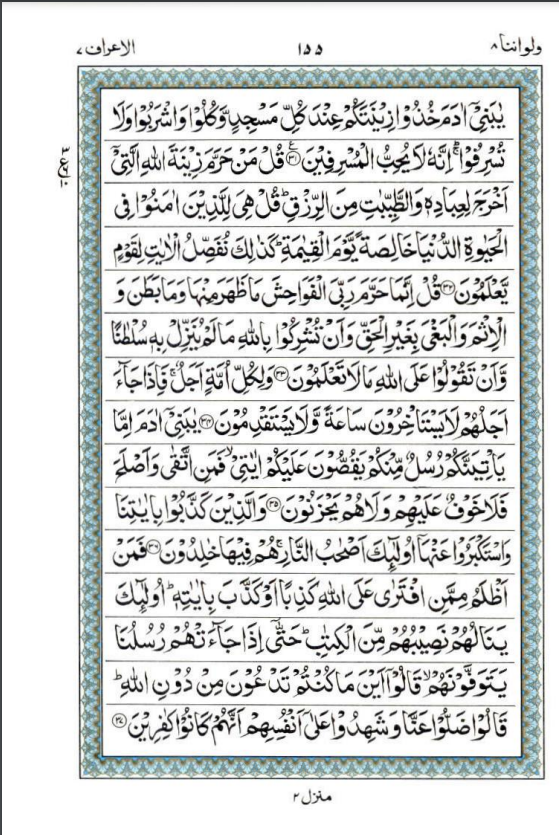 ولواننا ٨ ١٥٥ الاعراف ٧
يٰبَنِيْٓ اٰدَمَ خُذُوْا زِيْنَتَكُمْ عِنْدَ كُلِّ مَسْجِدٍ وَّكُلُوْا وَاشْرَبُوْا وَلَا
تُسْرِفُوْا ۚ اِنَّهٗ لَا يُحِبُّ الْمُسْرِفِيْنَ ﴿٣١﴾ قُلْ مَنْ حَرَّمَ زِيْنَةَ اللّٰهِ الَّتِيْٓ
اَخْرَجَ لِعِبَادِهٖ وَالطَّيِّبٰتِ مِنَ الرِّزْقِ ؕ قُلْ هِيَ لِلَّذِيْنَ اٰمَنُوْا فِي
الْحَيٰوةِ الدُّنْيَا خَالِصَةً يَّوْمَ الْقِيٰمَةِ ؕ كَذٰلِكَ نُفَصِّلُ الْاٰيٰتِ لِقَوْمٍ
يَّعْلَمُوْنَ ﴿٣٢﴾ قُلْ اِنَّمَا حَرَّمَ رَبِّيَ الْفَوَاحِشَ مَا ظَهَرَ مِنْهَا وَمَا بَطَنَ وَ
الْاِثْمَ وَالْبَغْيَ بِغَيْرِ الْحَقِّ وَاَنْ تُشْرِكُوْا بِاللّٰهِ مَا لَمْ يُنَزِّلْ بِهٖ سُلْطٰنًا
وَّاَنْ تَقُوْلُوْا عَلَى اللّٰهِ مَا لَا تَعْلَمُوْنَ ﴿٣٣﴾ وَلِكُلِّ اُمَّةٍ اَجَلٌ ۚ فَاِذَا جَآءَ
اَجَلُهُمْ لَا يَسْتَاْخِرُوْنَ سَاعَةً وَّلَا يَسْتَقْدِمُوْنَ ﴿٣٤﴾ يٰبَنِيْٓ اٰدَمَ اِمَّا
يَاْتِيَنَّكُمْ رُسُلٌ مِّنْكُمْ يَقُصُّوْنَ عَلَيْكُمْ اٰيٰتِيْ ۙ فَمَنِ اتَّقٰى وَاَصْلَحَ
فَلَا خَوْفٌ عَلَيْهِمْ وَلَا هُمْ يَحْزَنُوْنَ ﴿٣٥﴾ وَالَّذِيْنَ كَذَّبُوْا بِاٰيٰتِنَا
وَاسْتَكْبَرُوْا عَنْهَآ اُولٰٓئِكَ اَصْحٰبُ النَّارِ ۚ هُمْ فِيْهَا خٰلِدُوْنَ ﴿٣٦﴾ فَمَنْ
اَظْلَمُ مِمَّنِ افْتَرٰى عَلَى اللّٰهِ كَذِبًا اَوْ كَذَّبَ بِاٰيٰتِهٖ ؕ اُولٰٓئِكَ
يَنَالُهُمْ نَصِيْبُهُمْ مِّنَ الْكِتٰبِ ؕ حَتّٰٓى اِذَا جَآءَتْهُمْ رُسُلُنَا
يَتَوَفَّوْنَهُمْ ۙ قَالُوْٓا اَيْنَ مَا كُنْتُمْ تَدْعُوْنَ مِنْ دُوْنِ اللّٰهِ ؕ
قَالُوْا ضَلُّوْا عَنَّا وَشَهِدُوْا عَلٰٓى اَنْفُسِهِمْ اَنَّهُمْ كَانُوْا كٰفِرِيْنَ ﴿٣٧﴾
منزل ٢